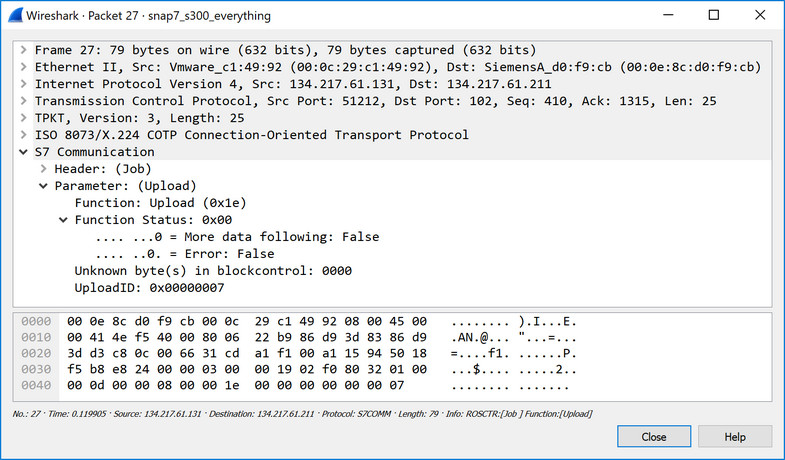 Wireshark · Packet 27 · snap7_s300_everything
Frame 27: 79 bytes on wire (632 bits), 79 bytes captured (632 bits)
Ethernet II, Src: Vmware_c1:49:92 (00:0c:29:c1:49:92), Dst: SiemensA_d0:f9:cb (00:0e:8c:d0:f9:cb)
Internet Protocol Version 4, Src: 134.217.61.131, Dst: 134.217.61.211
Transmission Control Protocol, Src Port: 51212, Dst Port: 102, Seq: 410, Ack: 1315, Len: 25
TPKT, Version: 3, Length: 25
ISO 8073/X.224 COTP Connection-Oriented Transport Protocol
S7 Communication
Header: (Job)
Parameter: (Upload)
Function: Upload (0x1e)
Function Status: 0x00
.... ...0 = More data following: False
.... ..0. = Error: False
Unknown byte(s) in blockcontrol: 0000
UploadID: 0x00000007
0000 00 0e 8c d0 f9 cb 00 0c 29 c1 49 92 08 00 45 00 ........ ).I...E.
0010 00 41 4e f5 40 00 80 06 22 b9 86 d9 3d 83 86 d9 .AN.@... "...=...
0020 3d d3 c8 0c 00 66 31 cd a1 f1 00 a1 15 94 50 18 =....f1. ......P.
0030 f5 b8 e8 24 00 00 03 00 00 19 02 f0 80 32 01 00 ...$.... .....2..
0040 00 0d 00 00 08 00 00 1e 00 00 00 00 00 00 07 ........ .......
No.: 27 · Time: 0.119905 · Source: 134.217.61.131 · Destination: 134.217.61.211 · Protocol: S7COMM · Length: 79 · Info: ROSCTR:[Job ] Function:[Upload]
Close Help